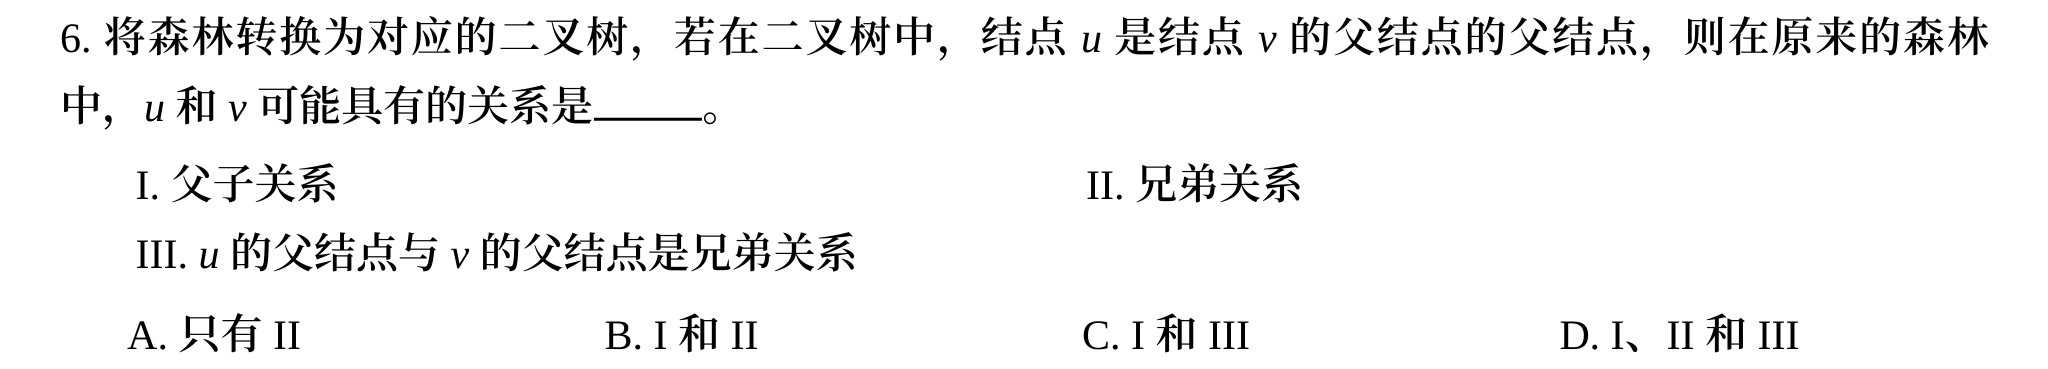 6. 将森林转换为对应的二叉树，若在二叉树中，结点 u 是结点 v 的父结点的父结点，则在原来的森林
中，u 和 v 可能具有的关系是_____。
I. 父子关系 II. 兄弟关系
III. u 的父结点与 v 的父结点是兄弟关系
A. 只有 II B. I 和 II C. I 和 III D. I、II 和 III